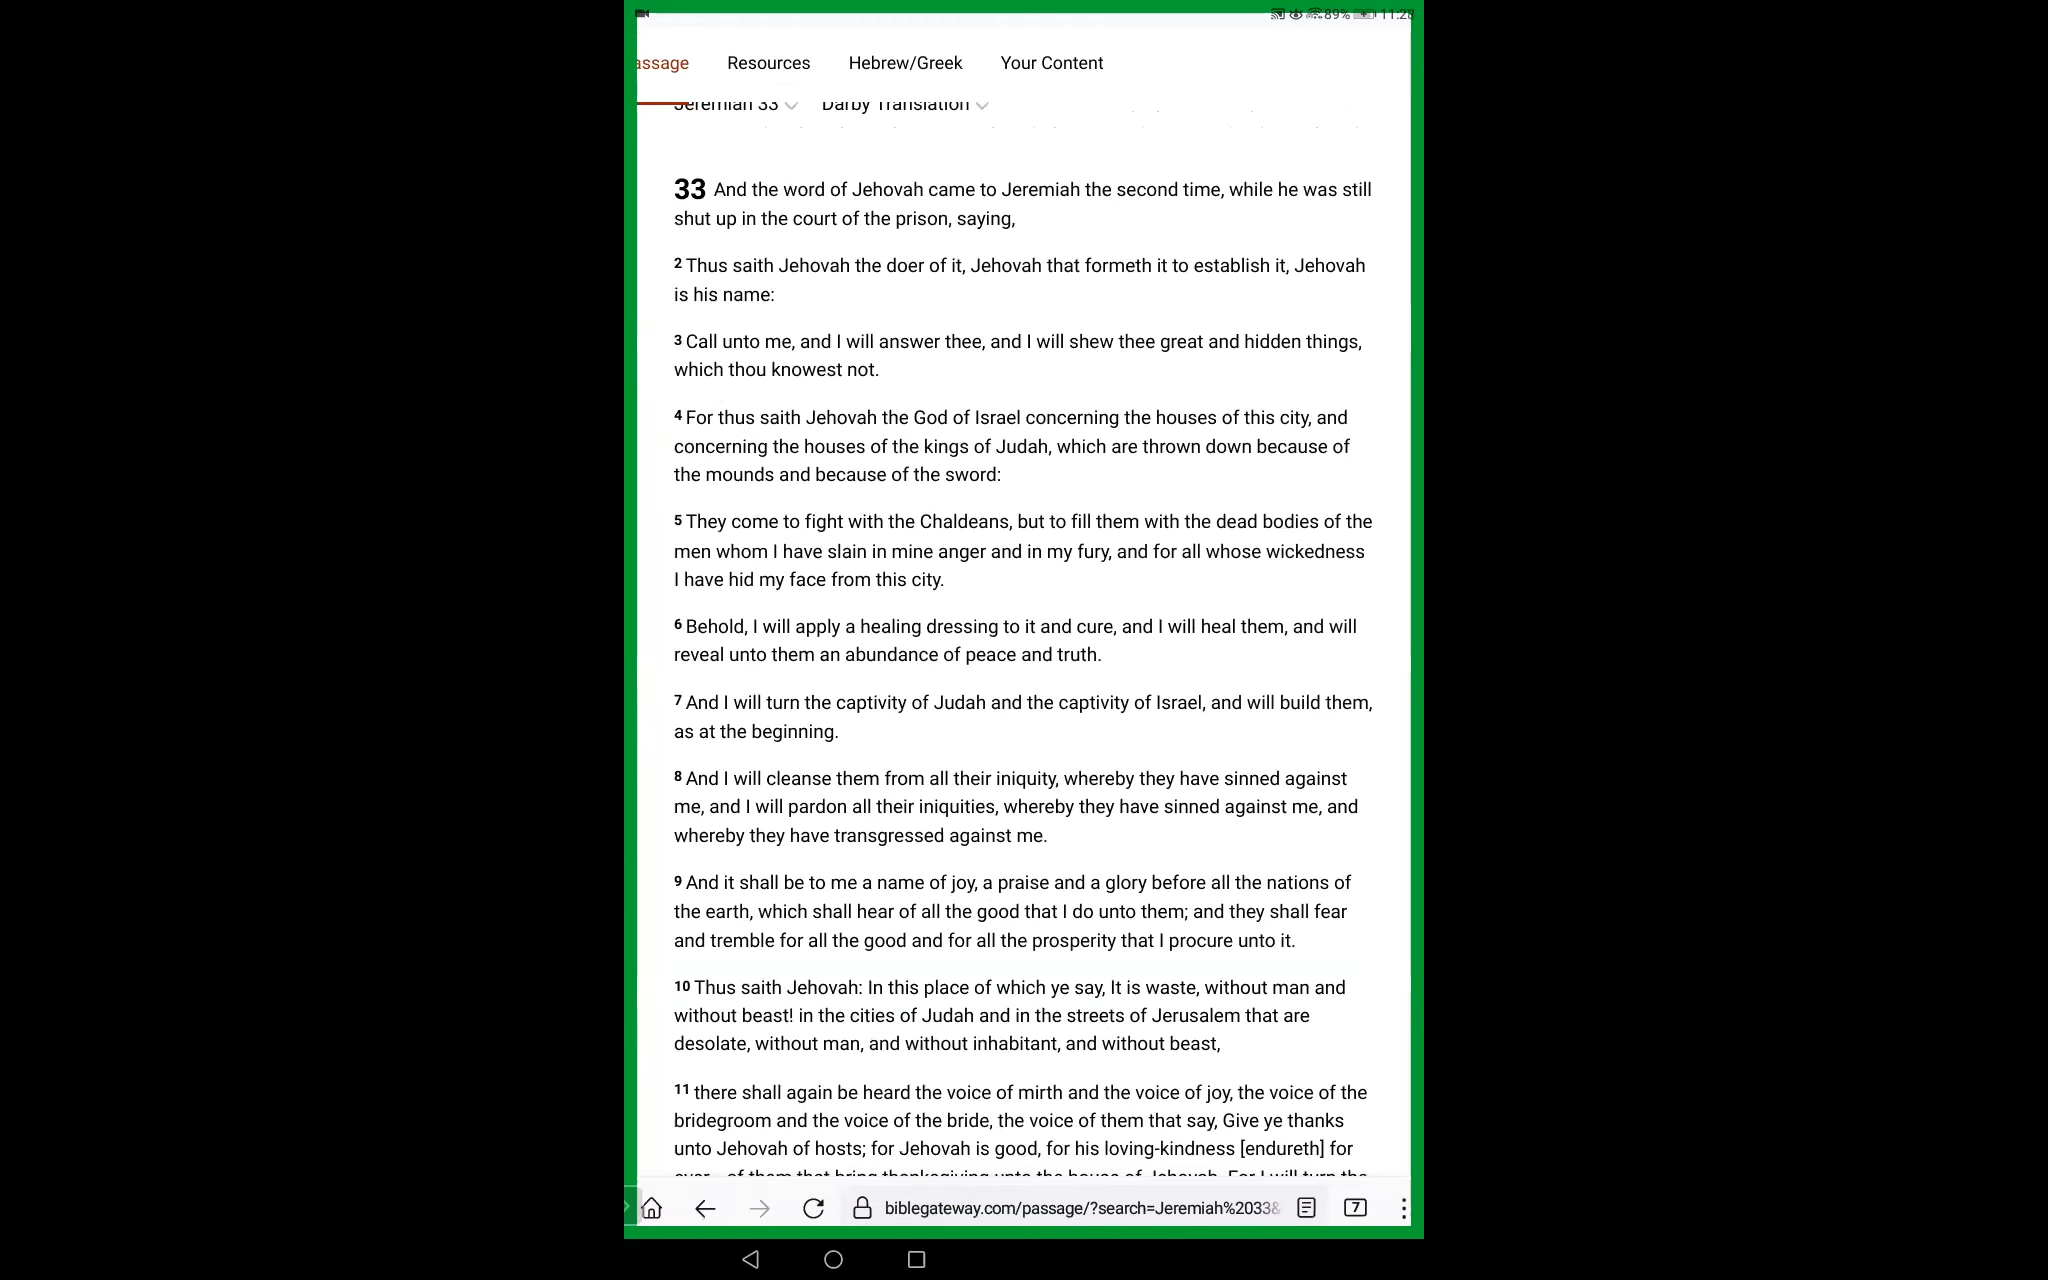 89% 11:28
assage Resources Hebrew/Greek Your Content
Jeremiah 33 Darby Translation
33 And the word of Jehovah came to Jeremiah the second time, while he was still
shut up in the court of the prison, saying,
2 Thus saith Jehovah the doer of it, Jehovah that formeth it to establish it, Jehovah
is his name:
3 Call unto me, and I will answer thee, and I will shew thee great and hidden things,
which thou knowest not.
4 For thus saith Jehovah the God of Israel concerning the houses of this city, and
concerning the houses of the kings of Judah, which are thrown down because of
the mounds and because of the sword:
5 They come to fight with the Chaldeans, but to fill them with the dead bodies of the
men whom I have slain in mine anger and in my fury, and for all whose wickedness
I have hid my face from this city.
6 Behold, I will apply a healing dressing to it and cure, and I will heal them, and will
reveal unto them an abundance of peace and truth.
7 And I will turn the captivity of Judah and the captivity of Israel, and will build them,
as at the beginning.
8 And I will cleanse them from all their iniquity, whereby they have sinned against
me, and I will pardon all their iniquities, whereby they have sinned against me, and
whereby they have transgressed against me.
9 And it shall be to me a name of joy, a praise and a glory before all the nations of
the earth, which shall hear of all the good that I do unto them; and they shall fear
and tremble for all the good and for all the prosperity that I procure unto it.
10 Thus saith Jehovah: In this place of which ye say, It is waste, without man and
without beast! in the cities of Judah and in the streets of Jerusalem that are
desolate, without man, and without inhabitant, and without beast,
11 there shall again be heard the voice of mirth and the voice of joy, the voice of the
bridegroom and the voice of the bride, the voice of them that say, Give ye thanks
unto Jehovah of hosts; for Jehovah is good, for his loving-kindness [endureth] for
of them that bring thanksgiving unto the house of Jehovah. For I will turn the
biblegateway.com/passage/?search=Jeremiah%2033& 7